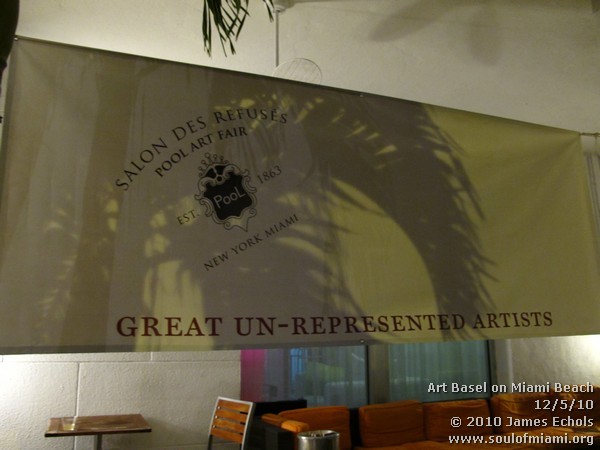 SALON DES REFUSÉS
POOL ART FAIR
EST. 1863
PooL
NEW YORK MIAMI
GREAT UN-REPRESENTED ARTISTS
Art Basel on Miami Beach
12/5/10
© 2010 James Echols
www.soulofmiami.org